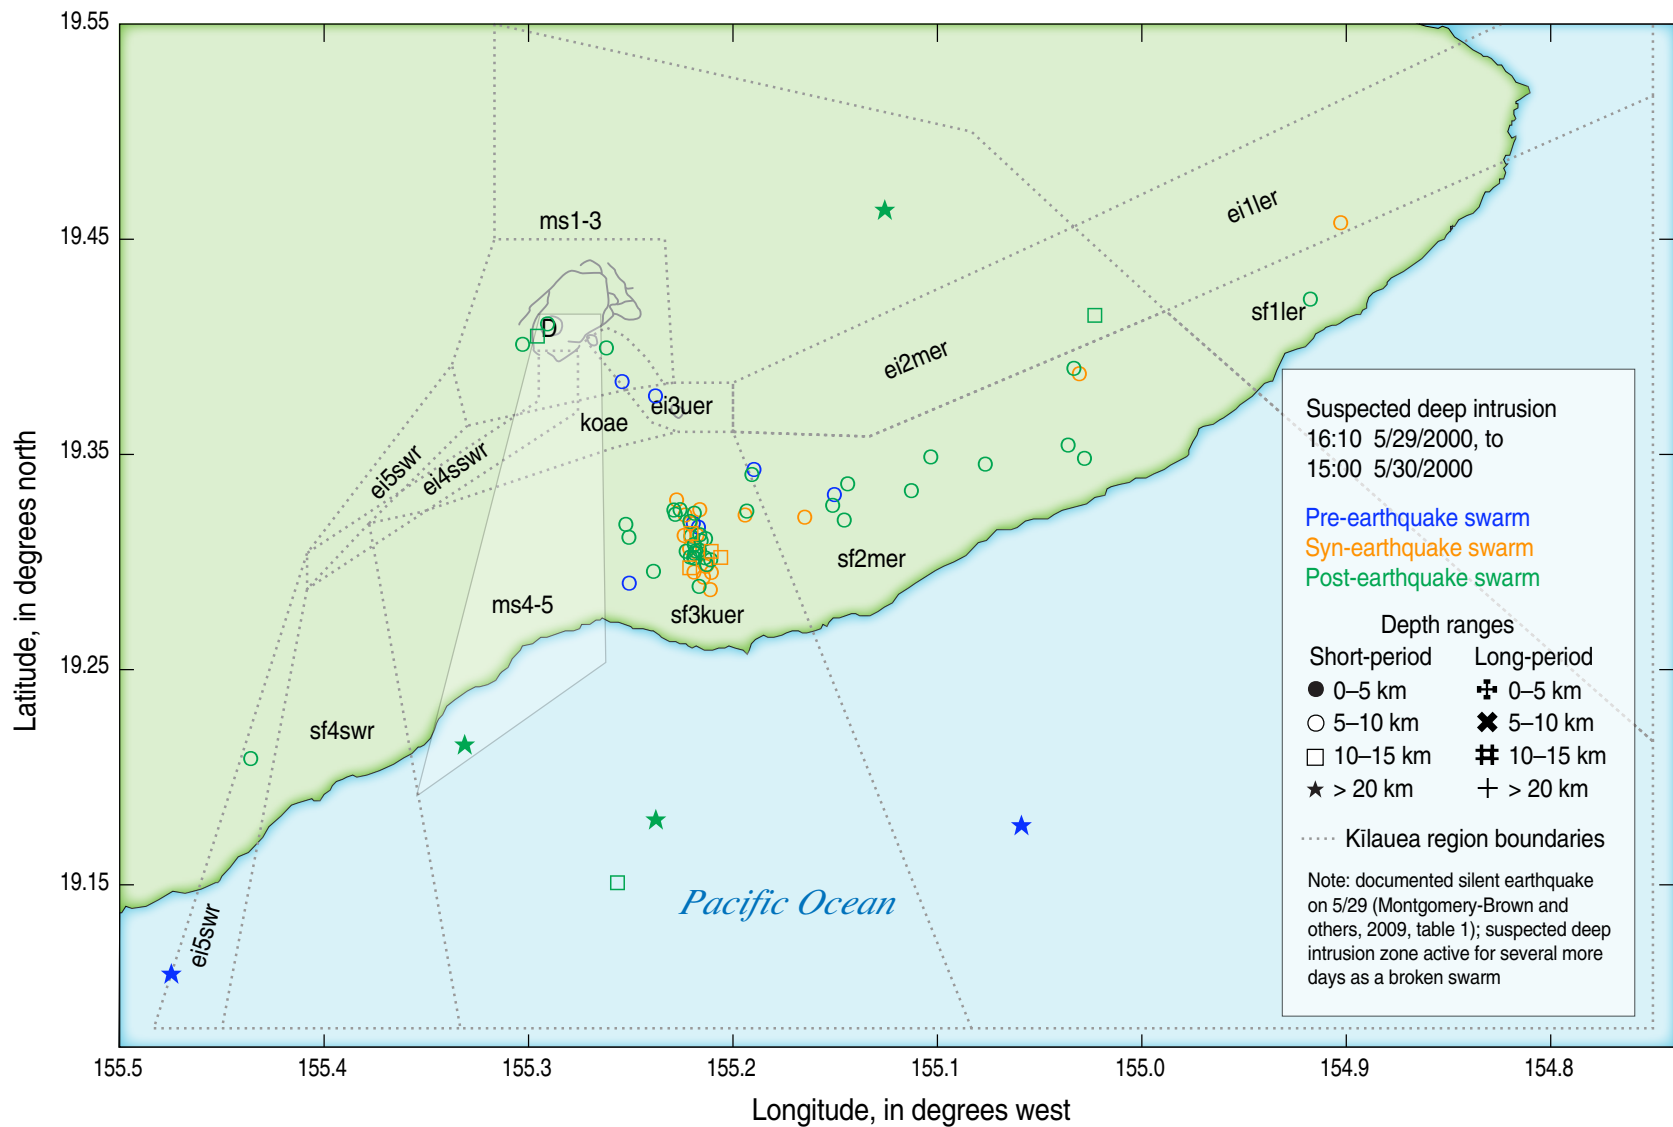 19.55
19.45
19.35
19.25
19.15
Latitude, in degrees north
155.5
155.4
155.3
155.2
155.1
155.0
154.9
154.8
Longitude, in degrees west
ms1-3
D
ei1ler
sf1ler
ei2mer
ei3uer
koae
ei5swr
ei4sswr
sf2mer
sf3kuer
ms4-5
sf4swr
ei5swr
Pacific Ocean
Suspected deep intrusion
16:10 5/29/2000, to
15:00 5/30/2000
Pre-earthquake swarm
Syn-earthquake swarm
Post-earthquake swarm
Depth ranges
Short-period Long-period
0–5 km 0–5 km
5–10 km 5–10 km
10–15 km 10–15 km
> 20 km > 20 km
Kīlauea region boundaries
Note: documented silent earthquake
on 5/29 (Montgomery-Brown and
others, 2009, table 1); suspected deep
intrusion zone active for several more
days as a broken swarm